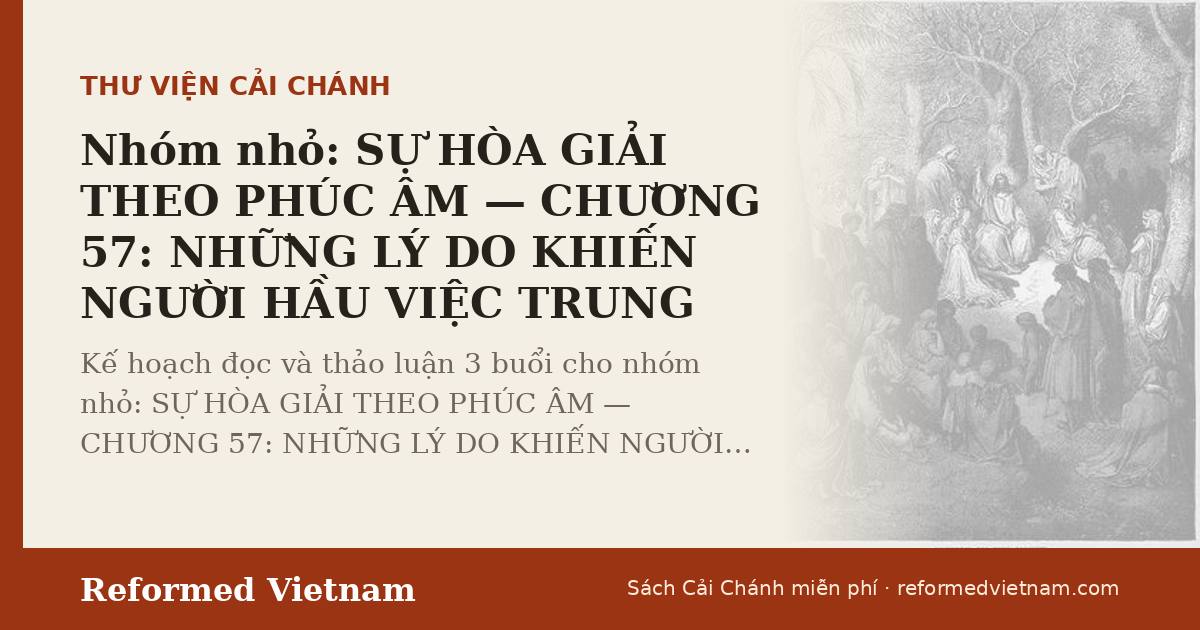 THƯ VIỆN CẢI CHÁNH
Nhóm nhỏ: SỰ HÒA GIẢI
THEO PHÚC ÂM — CHƯƠNG
57: NHỮNG LÝ DO KHIẾN
NGƯỜI HẦU VIỆC TRUNG
Kế hoạch đọc và thảo luận 3 buổi cho nhóm
nhỏ: SỰ HÒA GIẢI THEO PHÚC ÂM —
CHƯƠNG 57: NHỮNG LÝ DO KHIẾN NGƯỜI…
Reformed Vietnam
Sách Cải Chánh miễn phí · reformedvietnam.com